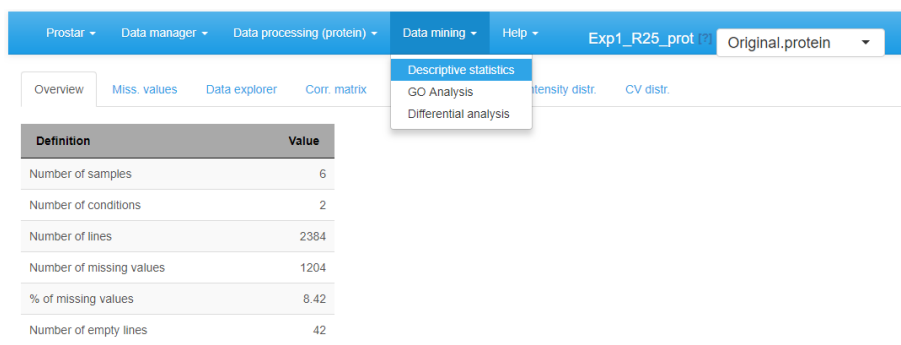 Prostar Data manager Data processing (protein) Data mining Help Exp1_R25_prot [?] Original.protein
Descriptive statistics
GO Analysis
Differential analysis
Overview Miss. values Data explorer Corr. matrix distr. CV distr.
Definition Value
Number of samples 6
Number of conditions 2
Number of lines 2384
Number of missing values 1204
% of missing values 8.42
Number of empty lines 42